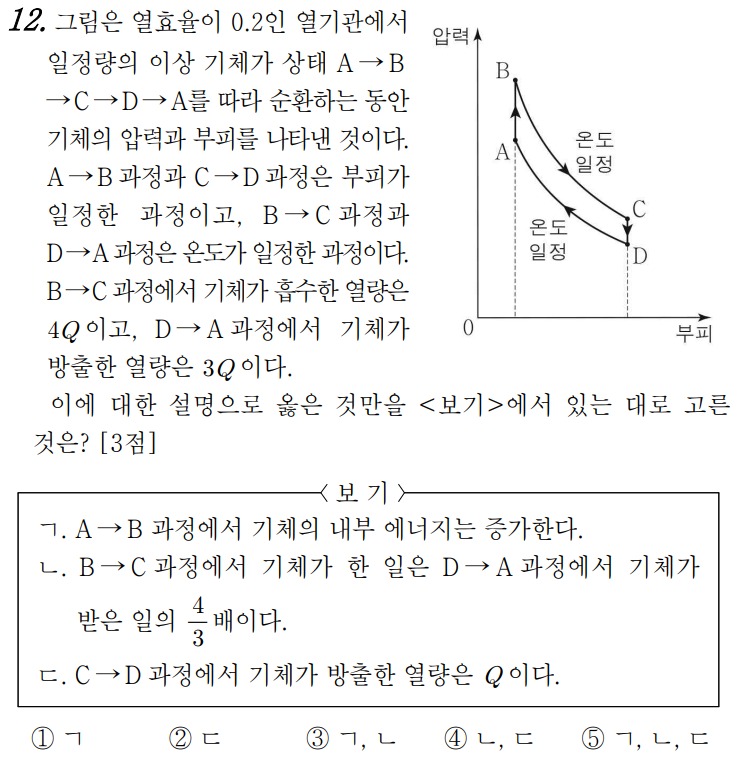 12. 그림은 열효율이 0.2인 열기관에서
일정량의 이상 기체가 상태 A→B
→C→D→A를 따라 순환하는 동안
기체의 압력과 부피를 나타낸 것이다.
A→B 과정과 C→D 과정은 부피가
일정한 과정이고, B→C 과정과
D→A 과정은 온도가 일정한 과정이다.
B→C 과정에서 기체가 흡수한 열량은
4Q이고, D→A 과정에서 기체가
방출한 열량은 3Q이다.
압력
B
A
온도
일정
C
온도
일정
D
0
부피
이에 대한 설명으로 옳은 것만을 <보기>에서 있는 대로 고른
것은? [3점]
〈보 기〉
ㄱ. A→B 과정에서 기체의 내부 에너지는 증가한다.
ㄴ. B→C 과정에서 기체가 한 일은 D→A 과정에서 기체가
받은 일의 4/3배이다.
ㄷ. C→D 과정에서 기체가 방출한 열량은 Q이다.
① ㄱ ② ㄷ ③ ㄱ, ㄴ ④ ㄴ, ㄷ ⑤ ㄱ, ㄴ, ㄷ